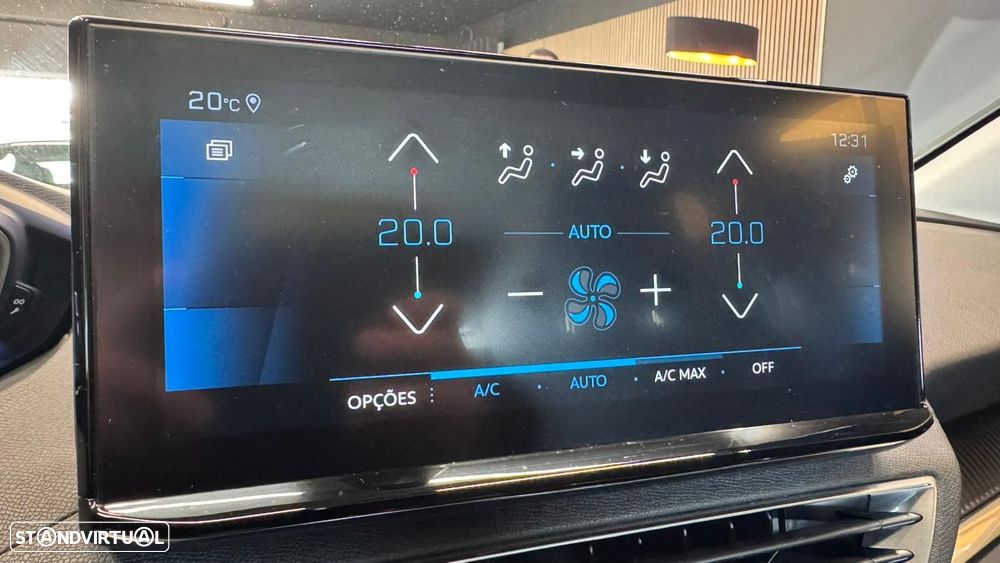 20°C
12:31
20.0
AUTO
20.0
OPÇÕES
A/C
AUTO
A/C MAX
OFF
STANDVIRTUAL